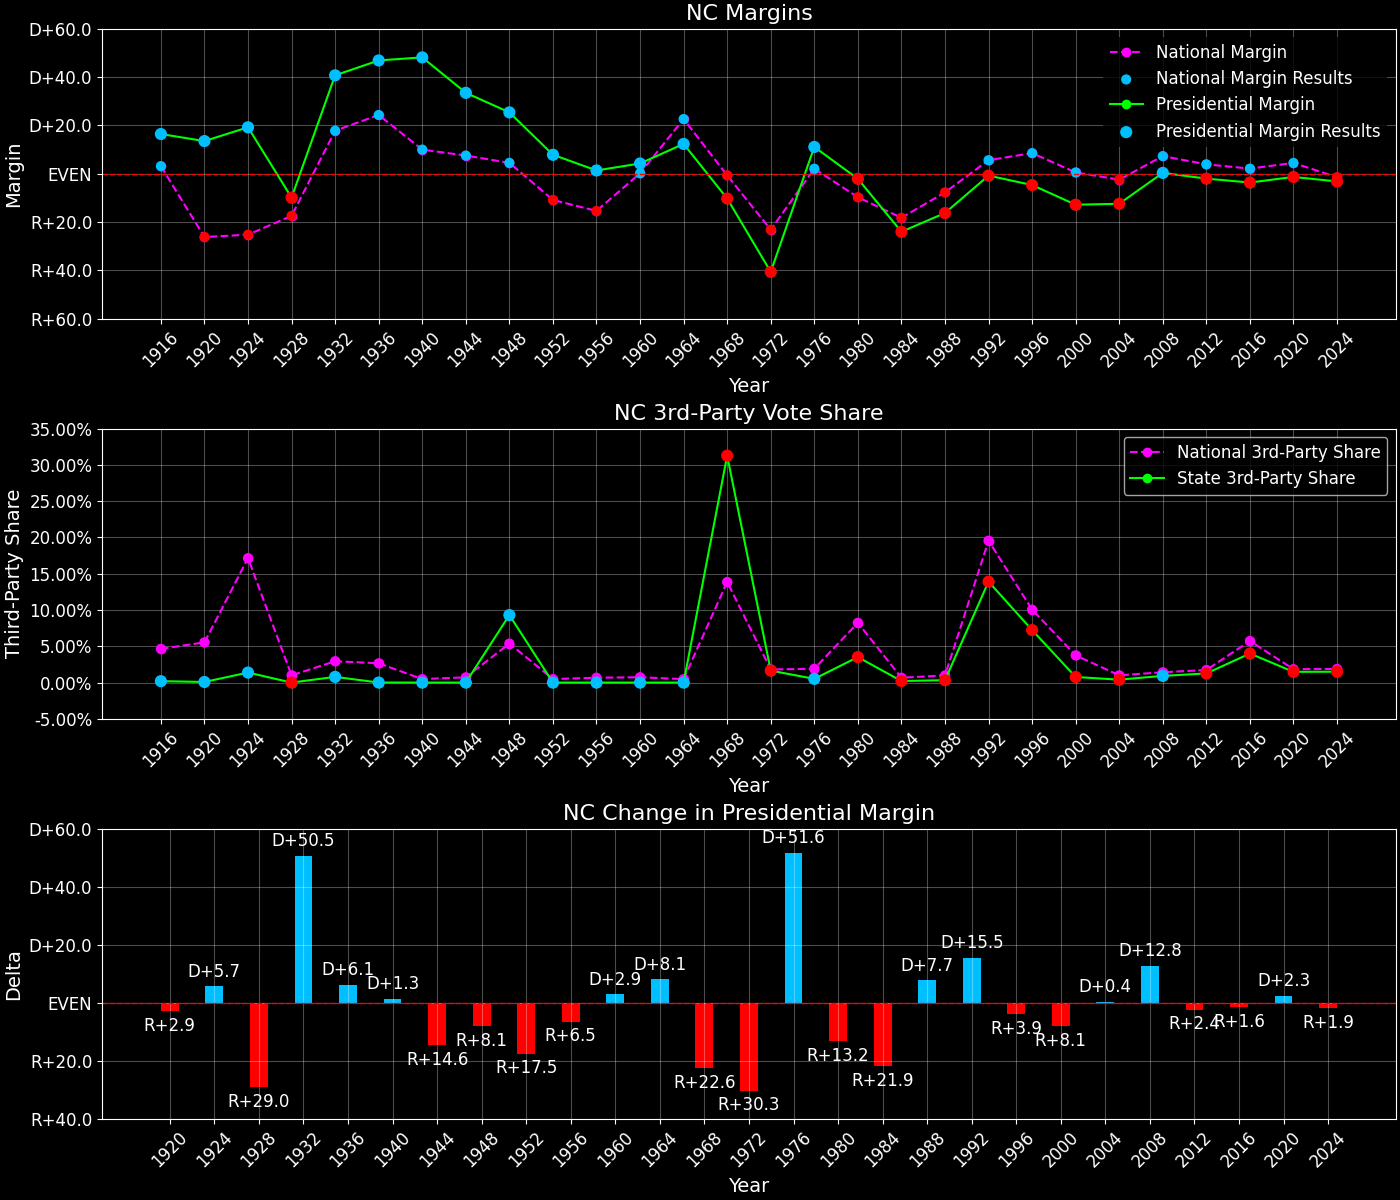 NC Margins
D+60.0
D+40.0
D+20.0
EVEN
R+20.0
R+40.0
R+60.0
Margin
National Margin
National Margin Results
Presidential Margin
Presidential Margin Results
1916 1920 1924 1928 1932 1936 1940 1944 1948 1952 1956 1960 1964 1968 1972 1976 1980 1984 1988 1992 1996 2000 2004 2008 2012 2016 2020 2024
Year
NC 3rd-Party Vote Share
35.00%
30.00%
25.00%
20.00%
15.00%
10.00%
5.00%
0.00%
-5.00%
Third-Party Share
National 3rd-Party Share
State 3rd-Party Share
1916 1920 1924 1928 1932 1936 1940 1944 1948 1952 1956 1960 1964 1968 1972 1976 1980 1984 1988 1992 1996 2000 2004 2008 2012 2016 2020 2024
Year
NC Change in Presidential Margin
D+60.0
D+40.0
D+20.0
EVEN
R+20.0
R+40.0
Delta
R+2.9
D+5.7
R+29.0
D+50.5
D+6.1
D+1.3
R+14.6
R+8.1
R+17.5
R+6.5
D+2.9
D+8.1
R+22.6
R+30.3
D+51.6
R+13.2
R+21.9
D+7.7
D+15.5
R+3.9
R+8.1
D+0.4
D+12.8
R+2.4
R+1.6
D+2.3
R+1.9
1920 1924 1928 1932 1936 1940 1944 1948 1952 1956 1960 1964 1968 1972 1976 1980 1984 1988 1992 1996 2000 2004 2008 2012 2016 2020 2024
Year